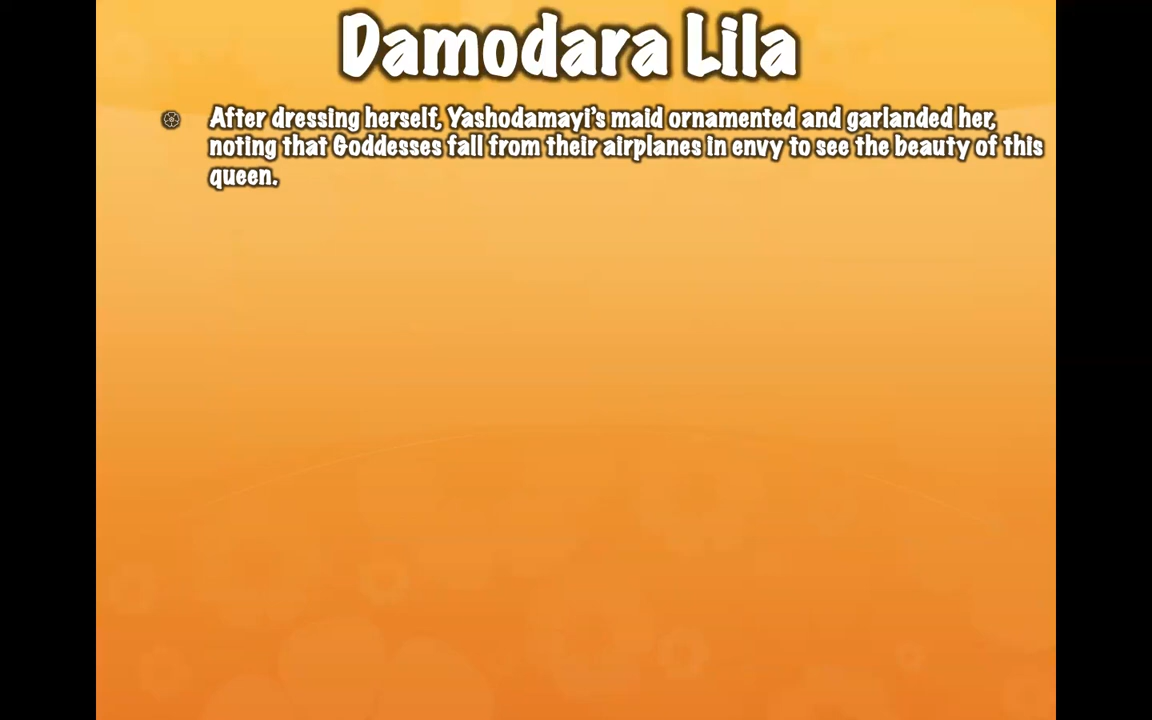 Damodara Lila
After dressing herself, Yashodamayi's maid ornamented and garlanded her,
noting that Goddesses fall from their airplanes in envy to see the beauty of this
queen.